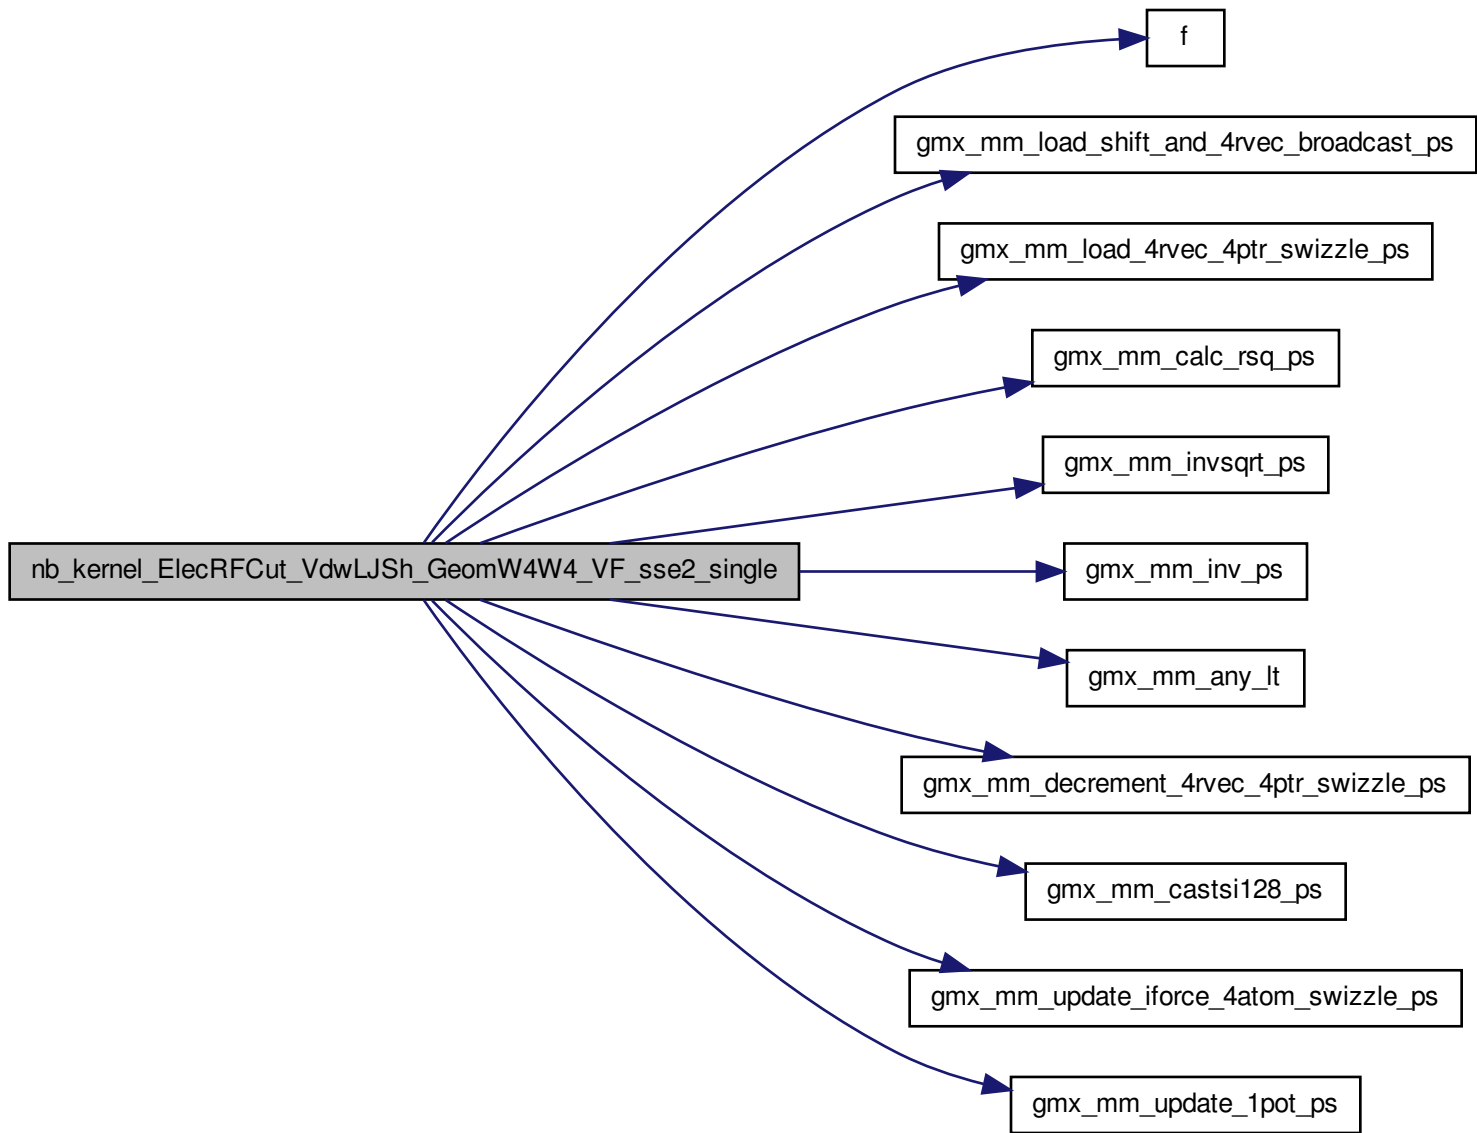 f
gmx_mm_load_shift_and_4rvec_broadcast_ps
gmx_mm_load_4rvec_4ptr_swizzle_ps
gmx_mm_calc_rsq_ps
gmx_mm_invsqrt_ps
nb_kernel_ElecRFCut_VdwLJSh_GeomW4W4_VF_sse2_single
gmx_mm_inv_ps
gmx_mm_any_lt
gmx_mm_decrement_4rvec_4ptr_swizzle_ps
gmx_mm_castsi128_ps
gmx_mm_update_iforce_4atom_swizzle_ps
gmx_mm_update_1pot_ps